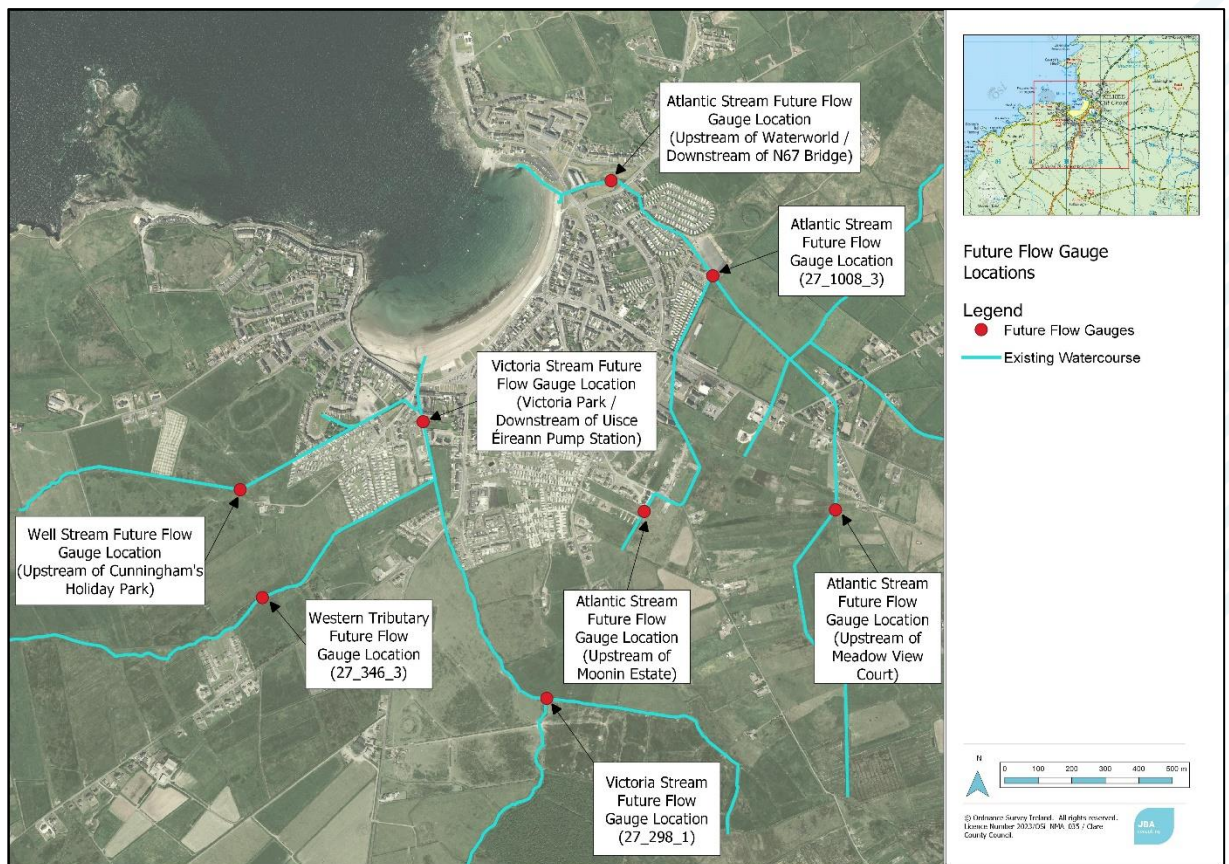 Atlantic Stream Future Flow
Gauge Location
(Upstream of Waterworld /
Downstream of N67 Bridge)
Atlantic Stream
Future Flow
Gauge Location
(27_1008_3)
Victoria Stream Future
Flow Gauge Location
(Victoria Park /
Downstream of Uisce
Éireann Pump Station)
Well Stream Future Flow
Gauge Location
(Upstream of Cunningham's
Holiday Park)
Western Tributary
Future Flow
Gauge Location
(27_346_3)
Atlantic Stream
Future Flow
Gauge Location
(Upstream of
Moonin Estate)
Atlantic Stream
Future Flow
Gauge Location
(Upstream of
Meadow View
Court)
Victoria Stream
Future Flow
Gauge Location
(27_298_1)
Future Flow Gauge
Locations
Legend
Future Flow Gauges
Existing Watercourse
N
0 100 200 300 400 500 m
© Ordnance Survey Ireland. All rights reserved.
Licence Number 2023/OSi_NMA_035 / Clare
County Council.
JBA
consulting